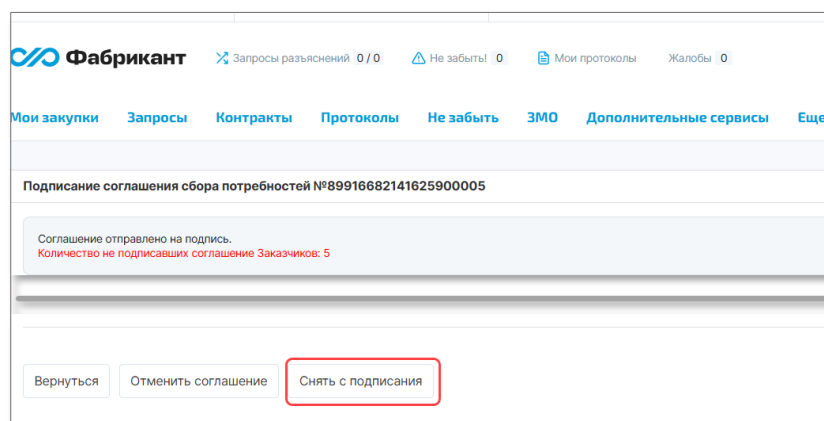 Фабрикант Запросы разъяснений 0 / 0 Не забыть! 0 Мои протоколы Жалобы 0
Мои закупки Запросы Контракты Протоколы Не забыть ЗМО Дополнительные сервисы Еще
Подписание соглашения сбора потребностей №89916682141625900005
Соглашение отправлено на подпись.
Количество не подписавших соглашение Заказчиков: 5
Вернуться Отменить соглашение Снять с подписания